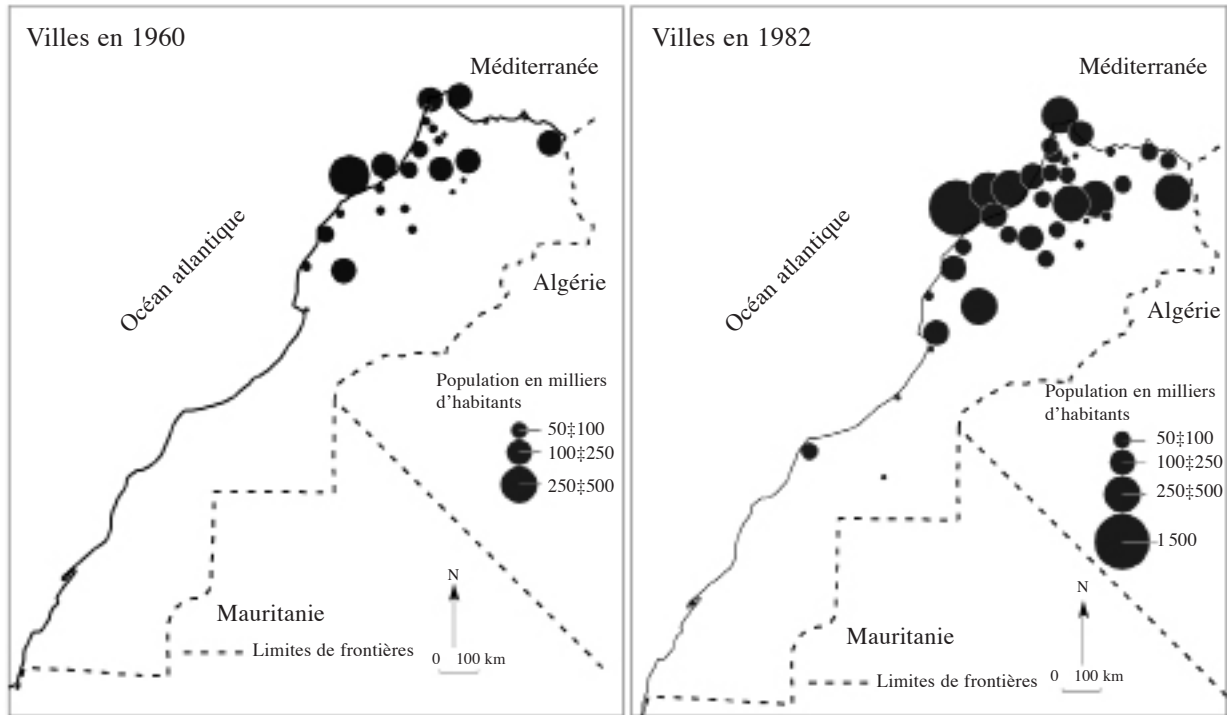 Villes en 1960
Méditerranée
Océan atlantique
Algérie
Population en milliers
d'habitants
50‡100
100‡250
250‡500
N
Mauritanie
Limites de frontières
0 100 km
Villes en 1982
Méditerranée
Océan atlantique
Algérie
Population en milliers
d'habitants
50‡100
100‡250
250‡500
1 500
N
Mauritanie
Limites de frontières
0 100 km